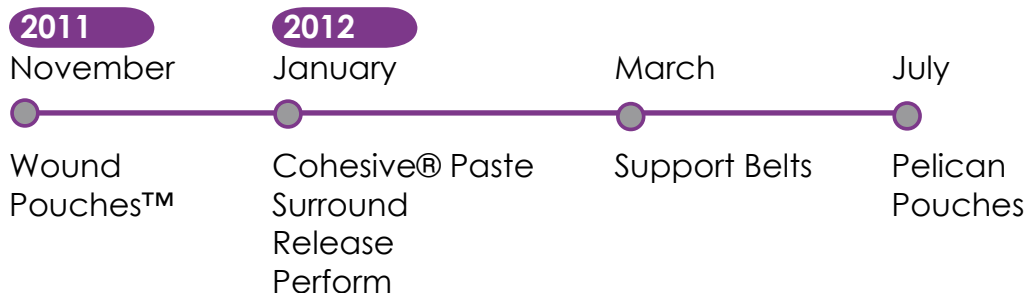 2011
2012
November
January
March
July
Wound
Pouches™
Cohesive® Paste
Surround
Release
Perform
Support Belts
Pelican
Pouches